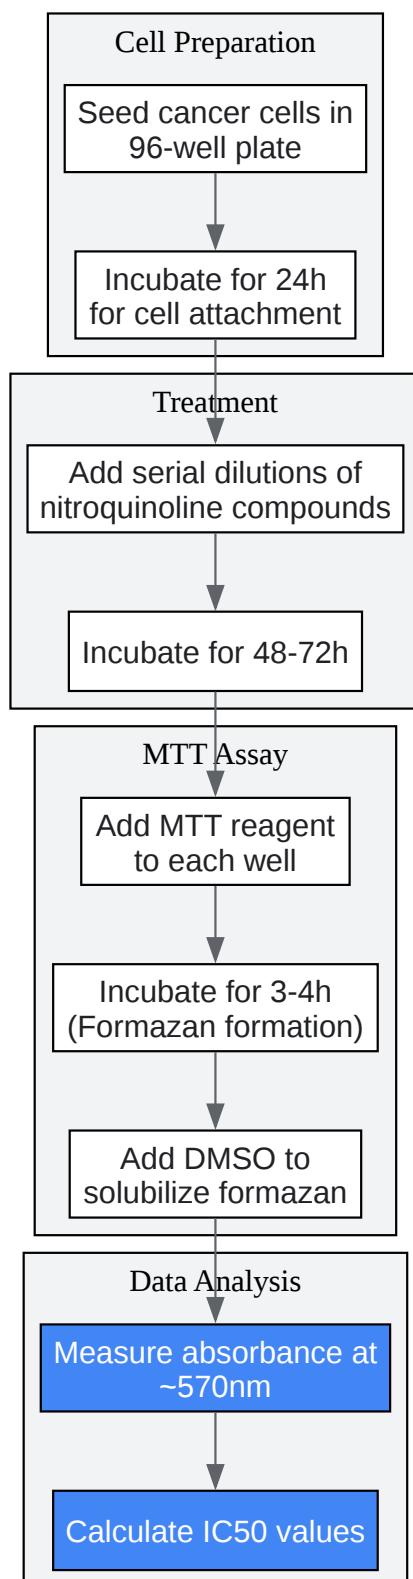 Cell Preparation
Seed cancer cells in
96-well plate
Incubate for 24h
for cell attachment
Treatment
Add serial dilutions of
nitroquinoline compounds
Incubate for 48-72h
MTT Assay
Add MTT reagent
to each well
Incubate for 3-4h
(Formazan formation)
Add DMSO to
solubilize formazan
Data Analysis
Measure absorbance at
~570nm
Calculate IC50 values